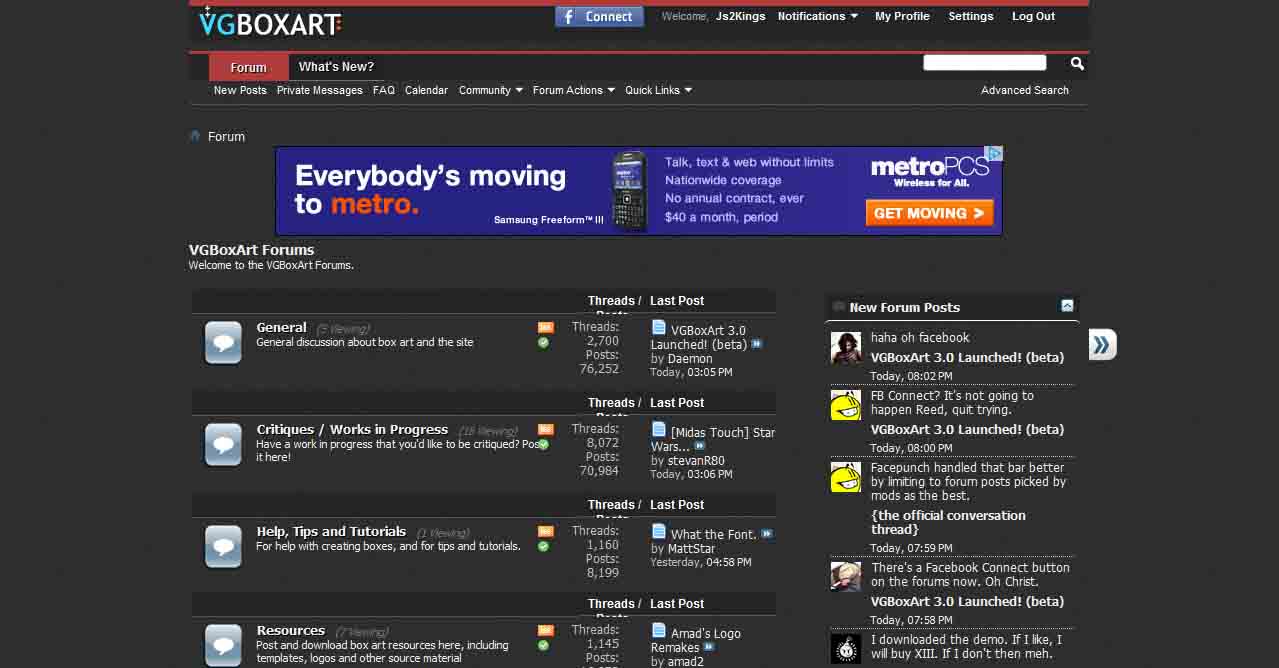 VGBOXART
f Connect
Welcome, Js2Kings Notifications My Profile Settings Log Out
Forum What's New?
New Posts Private Messages FAQ Calendar Community Forum Actions Quick Links Advanced Search
Forum
Everybody's moving
to metro.
Samsung Freeform™ III
Talk, text & web without limits
Nationwide coverage
No annual contract, ever
$40 a month, period
metroPCS
Wireless for All.
GET MOVING >
VGBoxArt Forums
Welcome to the VGBoxArt Forums.
Threads / Last Post
Posts
General (5 Viewing)
General discussion about box art and the site
Threads:
2,700
Posts:
76,252
VGBoxArt 3.0
Launched! (beta)
by Daemon
Today, 03:05 PM
Threads / Last Post
Posts
Critiques / Works in Progress (18 Viewing)
Have a work in progress that you'd like to be critiqued? Post
it here!
Threads:
8,072
Posts:
70,984
[Midas Touch] Star
Wars...
by stevanR80
Today, 03:06 PM
Threads / Last Post
Posts
Help, Tips and Tutorials (1 Viewing)
For help with creating boxes, and for tips and tutorials.
Threads:
1,160
Posts:
8,199
What the Font.
by MattStar
Yesterday, 04:58 PM
Threads / Last Post
Posts
Resources (7 Viewing)
Post and download box art resources here, including
templates, logos and other source material
Threads:
1,145
Posts:
Amad's Logo
Remakes
by amad2
New Forum Posts
haha oh facebook
VGBoxArt 3.0 Launched! (beta)
Today, 08:02 PM
FB Connect? It's not going to
happen Reed, quit trying.
VGBoxArt 3.0 Launched! (beta)
Today, 08:00 PM
Facepunch handled that bar better
by limiting to forum posts picked by
mods as the best.
{the official conversation
thread}
Today, 07:59 PM
There's a Facebook Connect button
on the forums now. Oh Christ.
VGBoxArt 3.0 Launched! (beta)
Today, 07:58 PM
I downloaded the demo. If I like, I
will buy XIII. If I don't then meh.